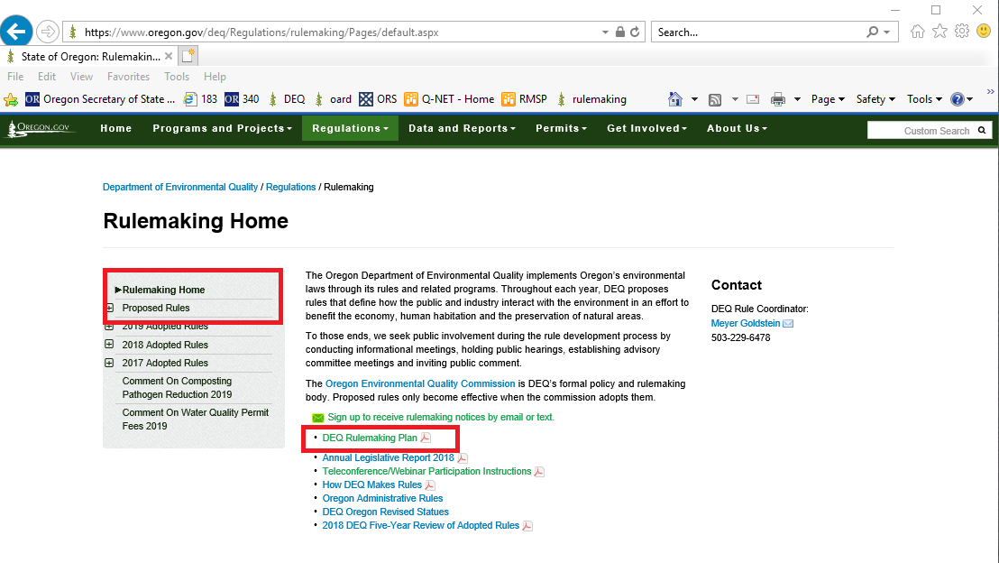 https://www.oregon.gov/deq/Regulations/rulemaking/Pages/default.aspx
Search...
State of Oregon: Rulemakin...
File Edit View Favorites Tools Help
OR Oregon Secretary of State ... 183 OR 340 DEQ oard ORS Q-NET - Home RMSP rulemaking Page Safety Tools
OREGON.GOV Home Programs and Projects Regulations Data and Reports Permits Get Involved About Us Custom Search
Department of Environmental Quality / Regulations / Rulemaking
Rulemaking Home
Rulemaking Home
Proposed Rules
2019 Adopted Rules
2018 Adopted Rules
2017 Adopted Rules
Comment On Composting
Pathogen Reduction 2019
Comment On Water Quality Permit
Fees 2019
The Oregon Department of Environmental Quality implements Oregon's environmental
laws through its rules and related programs. Throughout each year, DEQ proposes
rules that define how the public and industry interact with the environment in an effort to
benefit the economy, human habitation and the preservation of natural areas.
To those ends, we seek public involvement during the rule development process by
conducting informational meetings, holding public hearings, establishing advisory
committee meetings and inviting public comment.
The Oregon Environmental Quality Commission is DEQ's formal policy and rulemaking
body. Proposed rules only become effective when the commission adopts them.
Sign up to receive rulemaking notices by email or text.
• DEQ Rulemaking Plan
• Annual Legislative Report 2018
• Teleconference/Webinar Participation Instructions
• How DEQ Makes Rules
• Oregon Administrative Rules
• DEQ Oregon Revised Statues
• 2018 DEQ Five-Year Review of Adopted Rules
Contact
DEQ Rule Coordinator:
Meyer Goldstein
503-229-6478